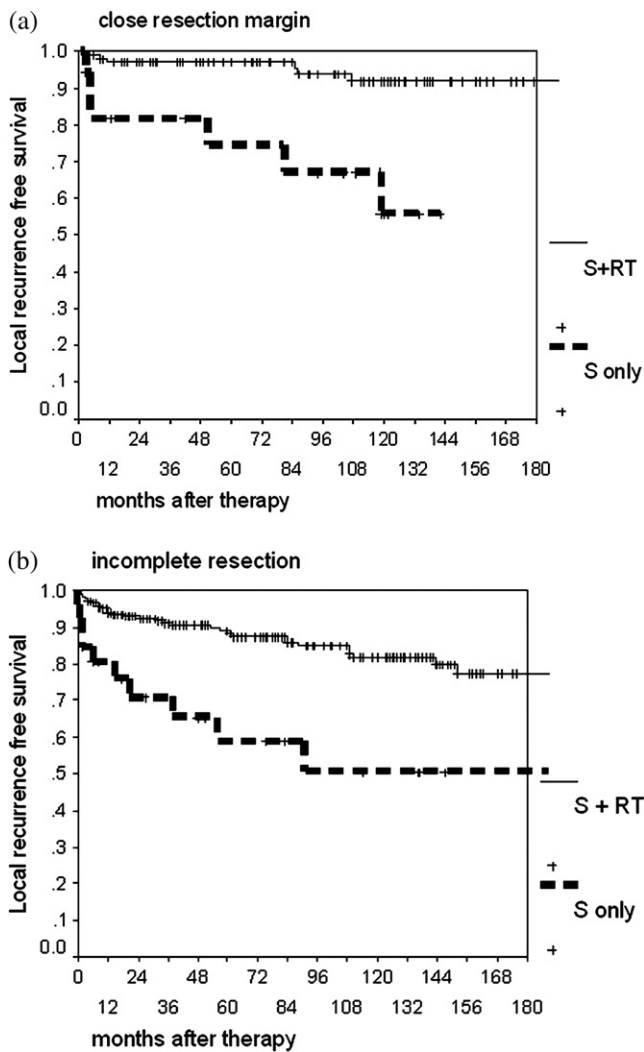 (a)
close resection margin
Local recurrence free survival
1.0
.9
.8
.7
.6
.5
.4
.3
.2
.1
0.0
0 24 48 72 96 120 144 168
12 36 60 84 108 132 156 180
months after therapy
S+RT
S only
(b)
incomplete resection
Local recurrence free survival
1.0
.9
.8
.7
.6
.5
.4
.3
.2
.1
0.0
0 24 48 72 96 120 144 168
12 36 60 84 108 132 156 180
months after therapy
S + RT
S only